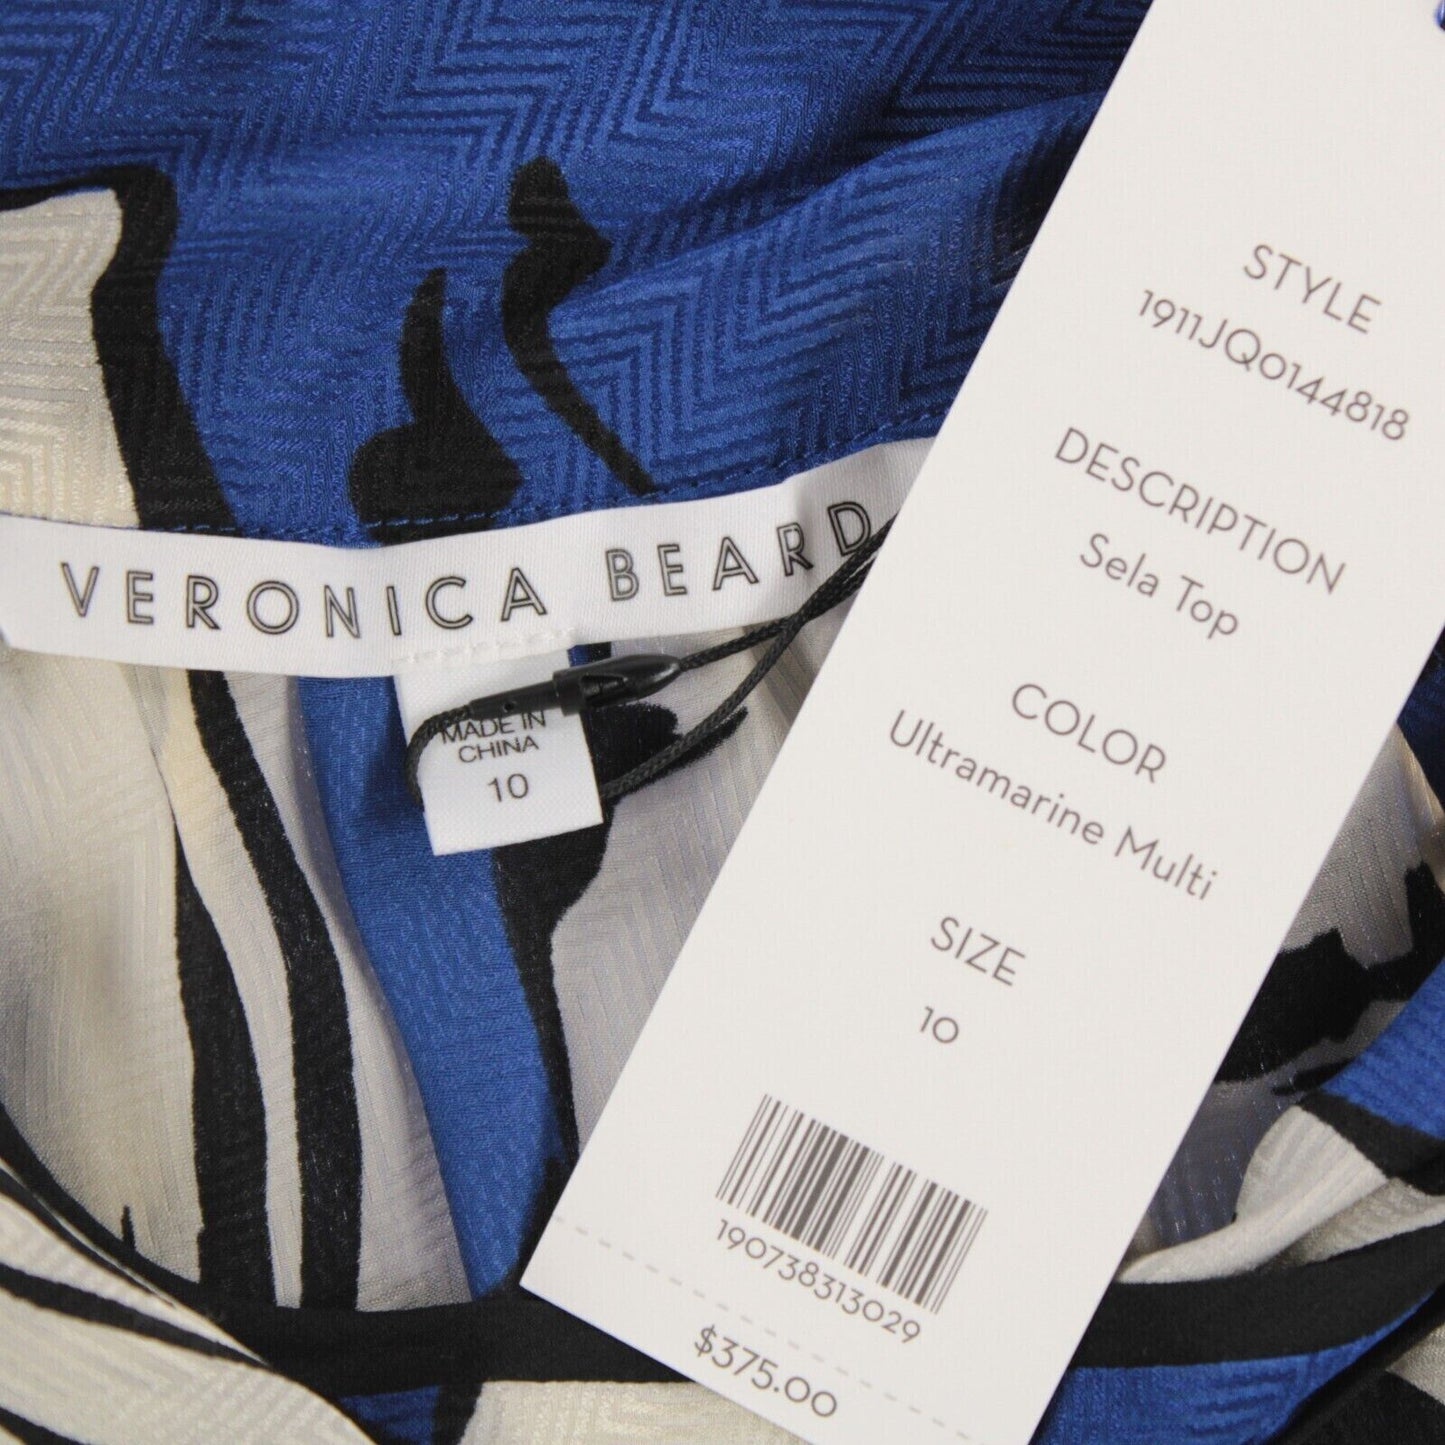 VERONICA BEARD
MADE IN
CHINA
10
STYLE
1911JQ0144818
DESCRIPTION
Sela Top
COLOR
Ultramarine Multi
SIZE
10
190738313029
$375.00